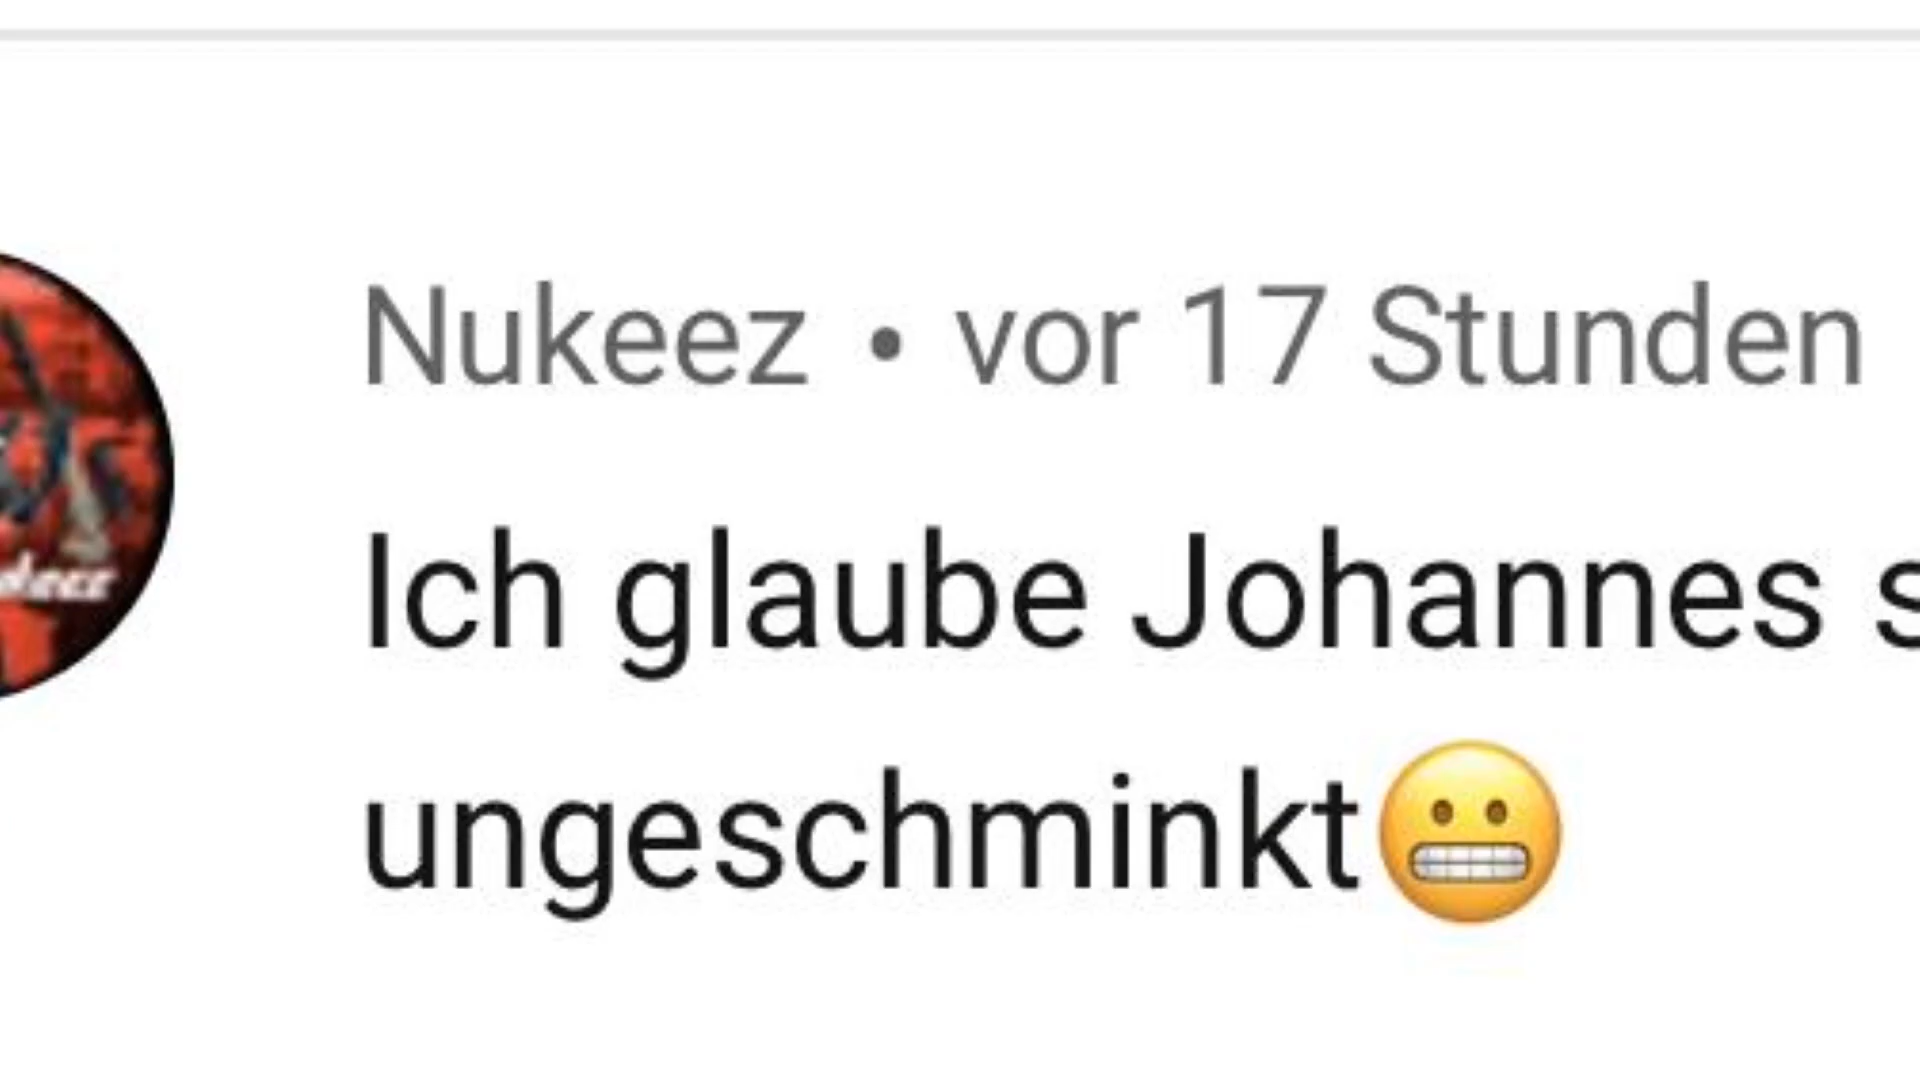 Nukeez • vor 17 Stunden
Ich glaube Johannes
ungeschminkt😬